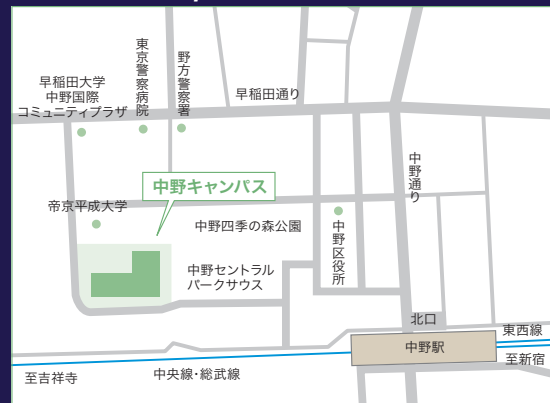 東京警察病院
野方警察署
早稲田大学
中野国際
コミュニティプラザ
早稲田通り
中野通り
中野キャンパス
帝京平成大学
中野四季の森公園
中野区役所
中野セントラル
パークサウス
北口
東西線
中野駅
至新宿
至吉祥寺
中央線・総武線